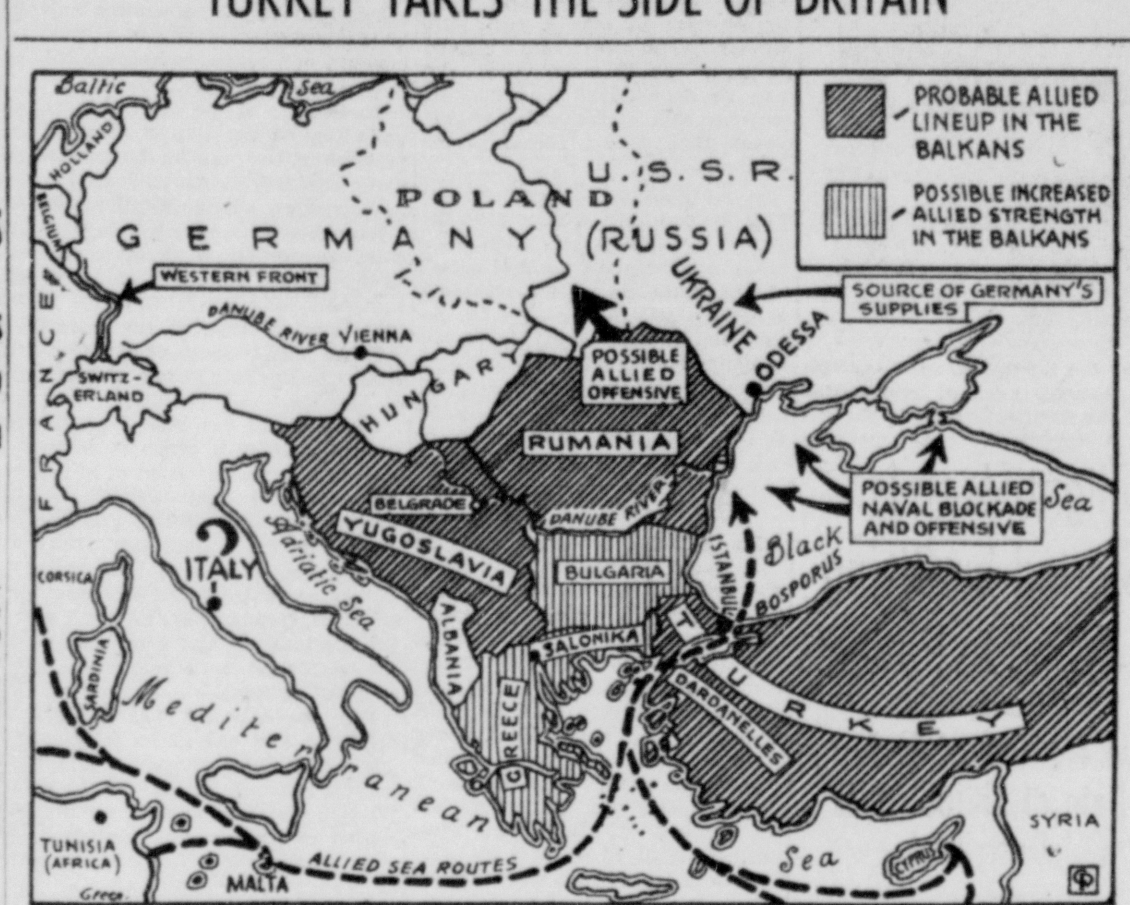 TURKEY TAKES THE SIDE OF BRITAIN
Baltic Sea
HOLLAND
BELGIUM
GERMANY
POLAND
U.S.S.R.
(RUSSIA)
UKRAINE
PROBABLE ALLIED
LINEUP IN THE
BALKANS
POSSIBLE INCREASED
ALLIED STRENGTH
IN THE BALKANS
WESTERN FRONT
SOURCE OF GERMANY'S
SUPPLIES
FRANCE
DANUBE RIVER
VIENNA
SWITZ-
ERLAND
HUNGARY
POSSIBLE
ALLIED
OFFENSIVE
ODESSA
RUMANIA
BELGRADE
YUGOSLAVIA
DANUBE RIVER
POSSIBLE ALLIED
NAVAL BLOCKADE
AND OFFENSIVE
Black Sea
?
ITALY
Adriatic Sea
CORSICA
SARDINIA
ALBANIA
BULGARIA
ISTANBUL
BOSPORUS
SALONIKA
TURKEY
DARDANELLES
GREECE
Mediterranean Sea
TUNISIA
(AFRICA)
MALTA
ALLIED SEA ROUTES
CYPRUS
SYRIA
CP